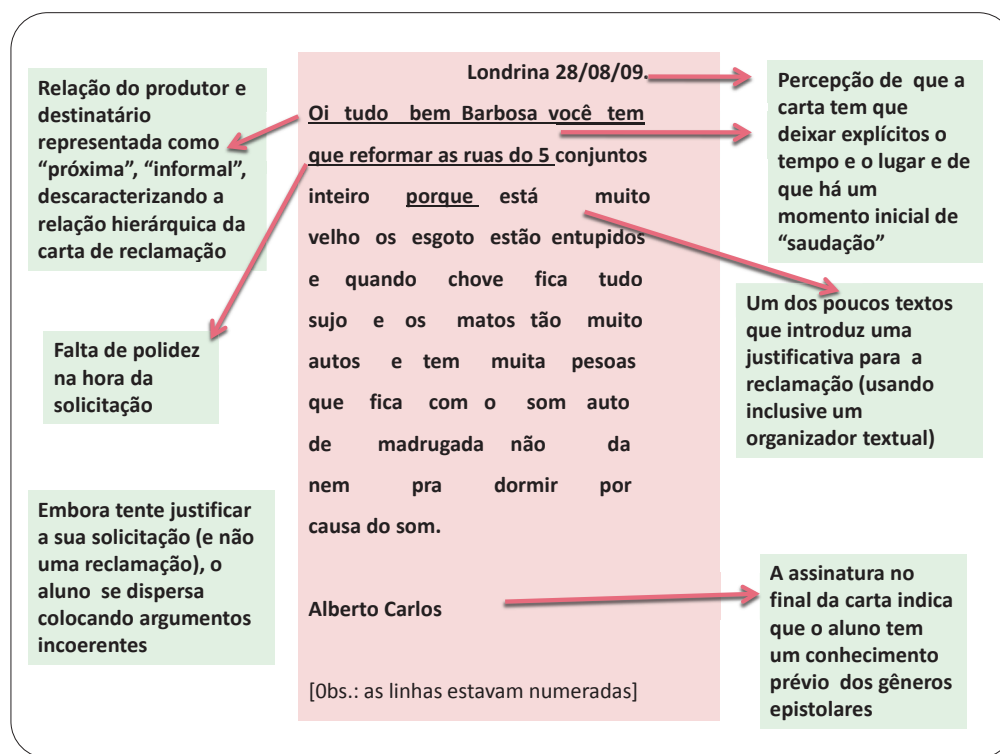 Relação do produtor e
destinatário
representada como
“próxima”, “informal”,
descaracterizando a
relação hierárquica da
carta de reclamação
Falta de polidez
na hora da
solicitação
Embora tente justificar
a sua solicitação (e não
uma reclamação), o
aluno se dispersa
colocando argumentos
incoerentes
Londrina 28/08/09.
Oi tudo bem Barbosa você tem
que reformar as ruas do 5 conjuntos
inteiro porque está muito
velho os esgoto estão entupidos
e quando chove fica tudo
sujo e os matos tão muito
autos e tem muita pesoas
que fica com o som auto
de madrugada não da
nem pra dormir por
causa do som.
Alberto Carlos
[0bs.: as linhas estavam numeradas]
Percepção de que a
carta tem que
deixar explícitos o
tempo e o lugar e de
que há um
momento inicial de
“saudação”
Um dos poucos textos
que introduz uma
justificativa para a
reclamação (usando
inclusive um
organizador textual)
A assinatura no
final da carta indica
que o aluno tem
um conhecimento
prévio dos gêneros
epistolares